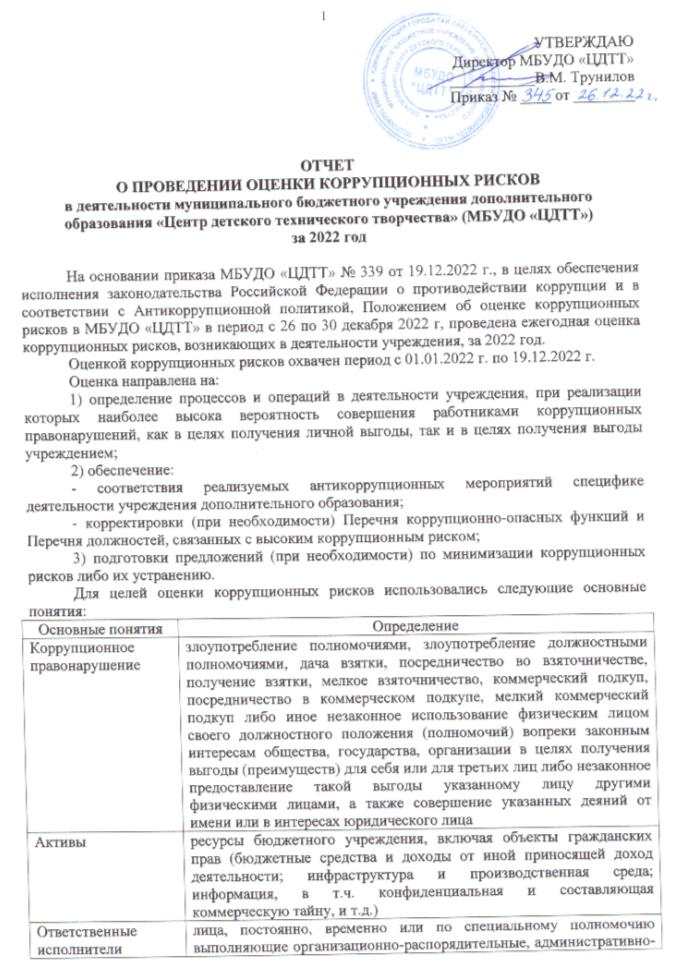 1
УТВЕРЖДАЮ
Директор МБУДО «ЦДТТ»
В.М. Трунилов
Приказ № 345 от 26.12.22 г.
МБУДО
"ЦДТТ"
ОТЧЕТ
О ПРОВЕДЕНИИ ОЦЕНКИ КОРРУПЦИОННЫХ РИСКОВ
в деятельности муниципального бюджетного учреждения дополнительного
образования «Центр детского технического творчества» (МБУДО «ЦДТТ»)
за 2022 год
На основании приказа МБУДО «ЦДТТ» № 339 от 19.12.2022 г., в целях обеспечения
исполнения законодательства Российской Федерации о противодействии коррупции и в
соответствии с Антикоррупционной политикой, Положением об оценке коррупционных
рисков в МБУДО «ЦДТТ» в период с 26 по 30 декабря 2022 г, проведена ежегодная оценка
коррупционных рисков, возникающих в деятельности учреждения, за 2022 год.
Оценкой коррупционных рисков охвачен период с 01.01.2022 г. по 19.12.2022 г.
Оценка направлена на:
1) определение процессов и операций в деятельности учреждения, при реализации
которых наиболее высока вероятность совершения работниками коррупционных
правонарушений, как в целях получения личной выгоды, так и в целях получения выгоды
учреждением;
2) обеспечение:
- соответствия реализуемых антикоррупционных мероприятий специфике
деятельности учреждения дополнительного образования;
- корректировки (при необходимости) Перечня коррупционно-опасных функций и
Перечня должностей, связанных с высоким коррупционным риском;
3) подготовки предложений (при необходимости) по минимизации коррупционных
рисков либо их устранению.
Для целей оценки коррупционных рисков использовались следующие основные
понятия:
Основные понятия Определение
Коррупционное злоупотребление полномочиями, злоупотребление должностными
правонарушение полномочиями, дача взятки, посредничество во взяточничестве,
получение взятки, мелкое взяточничество, коммерческий подкуп,
посредничество в коммерческом подкупе, мелкий коммерческий
подкуп либо иное незаконное использование физическим лицом
своего должностного положения (полномочий) вопреки законным
интересам общества, государства, организации в целях получения
выгоды (преимуществ) для себя или для третьих лиц либо незаконное
предоставление такой выгоды указанному лицу другими
физическими лицами, а также совершение указанных деяний от
имени или в интересах юридического лица
Активы ресурсы бюджетного учреждения, включая объекты гражданских
прав (бюджетные средства и доходы от иной приносящей доход
деятельности; инфраструктура и производственная среда;
информация, в т.ч. конфиденциальная и составляющая
коммерческую тайну, и т.д.)
Ответственные лица, постоянно, временно или по специальному полномочию
исполнители выполняющие организационно-распорядительные, административно-